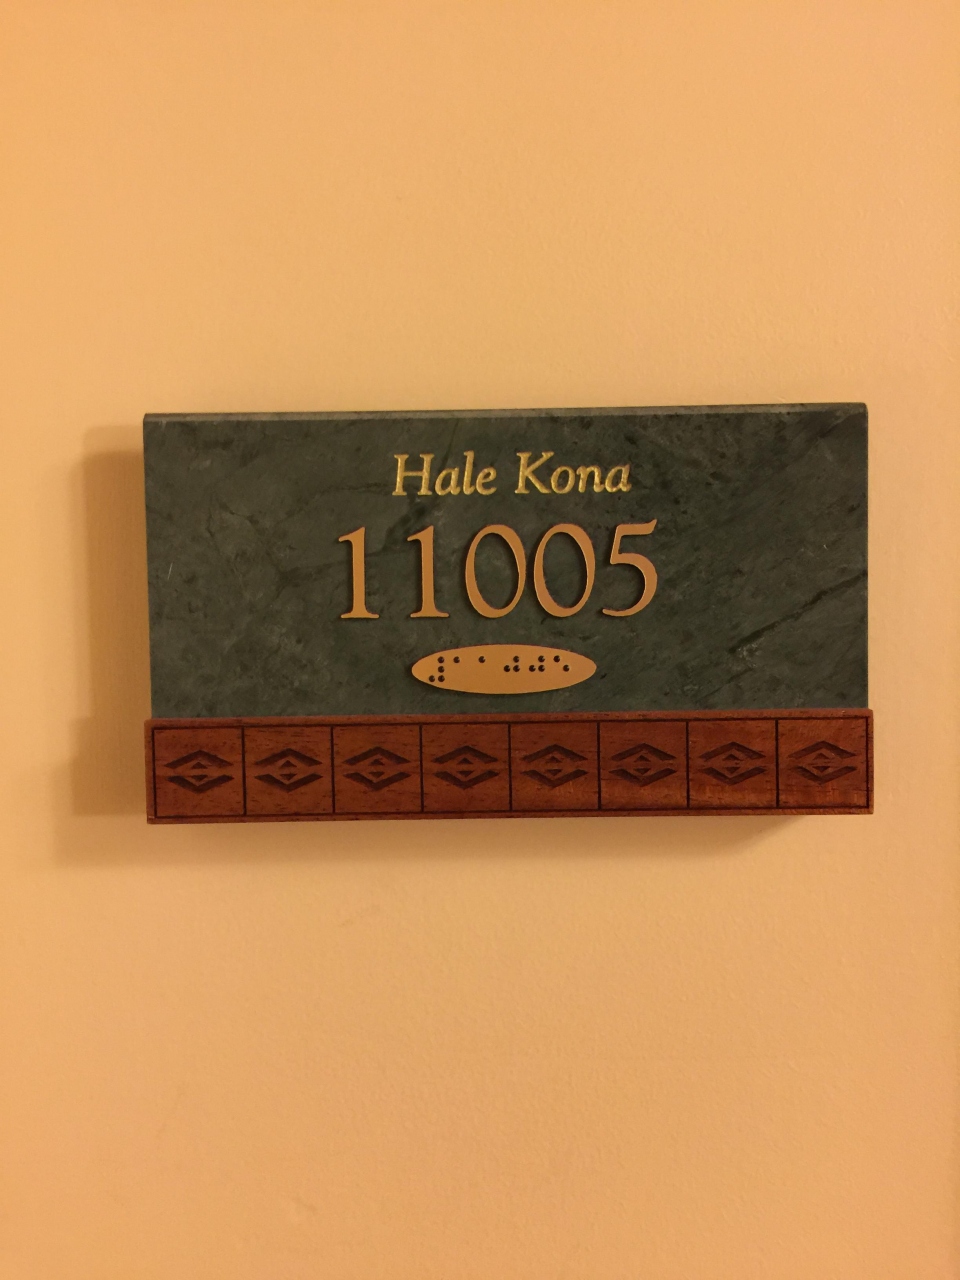 Hale Kona
11005
⠼⠁⠁⠚⠚⠑